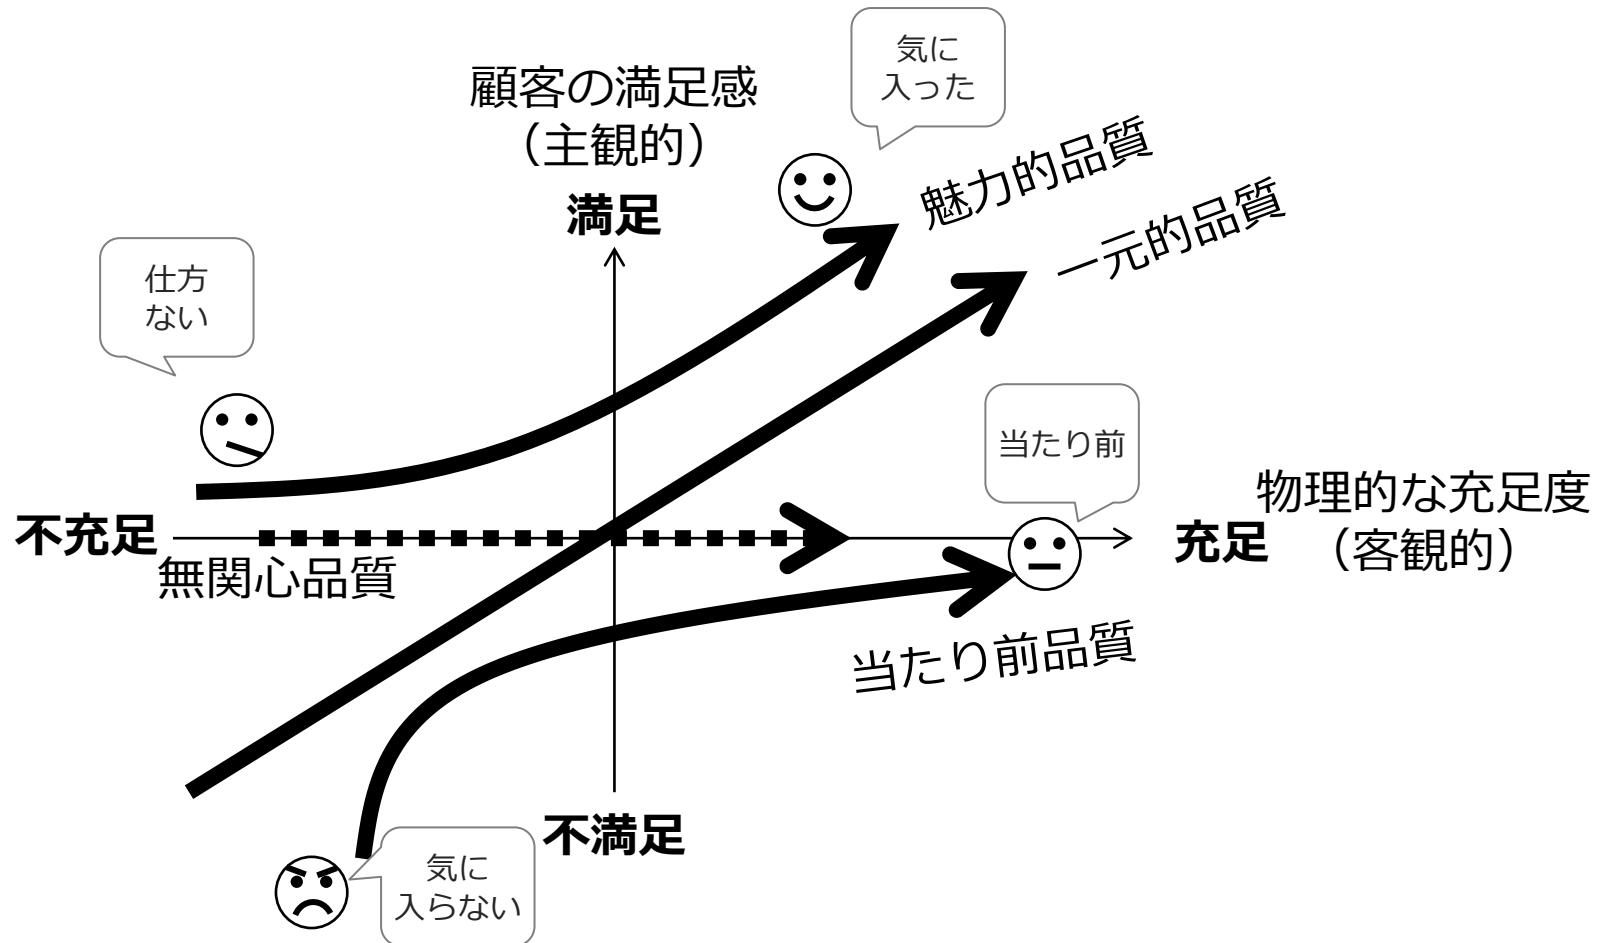 気に
入った
顧客の満足感
（主観的）
満足
魅力的品質
一元的品質
仕方
ない
当たり前
不充足
無関心品質
充足
物理的な充足度
（客観的）
当たり前品質
不満足
気に
入らない